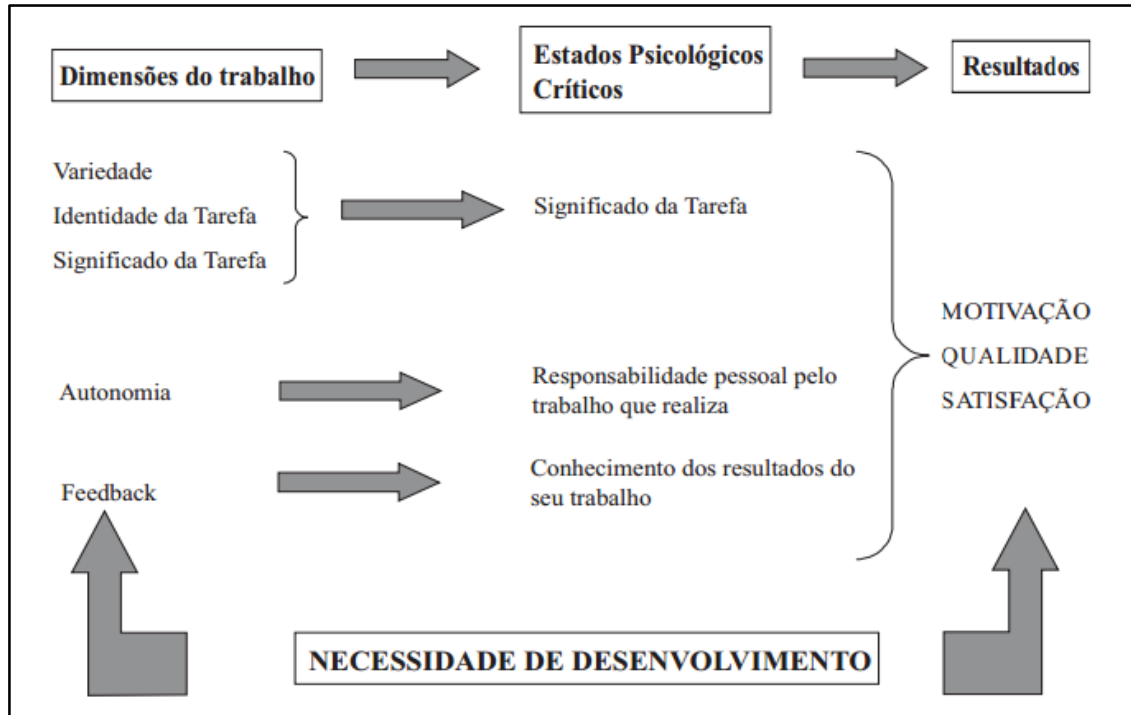 Dimensões do trabalho
Estados Psicológicos
Críticos
Resultados
Variedade
Identidade da Tarefa
Significado da Tarefa
Significado da Tarefa
MOTIVAÇÃO
QUALIDADE
SATISFAÇÃO
Autonomia
Responsabilidade pessoal pelo
trabalho que realiza
Feedback
Conhecimento dos resultados do
seu trabalho
NECESSIDADE DE DESENVOLVIMENTO